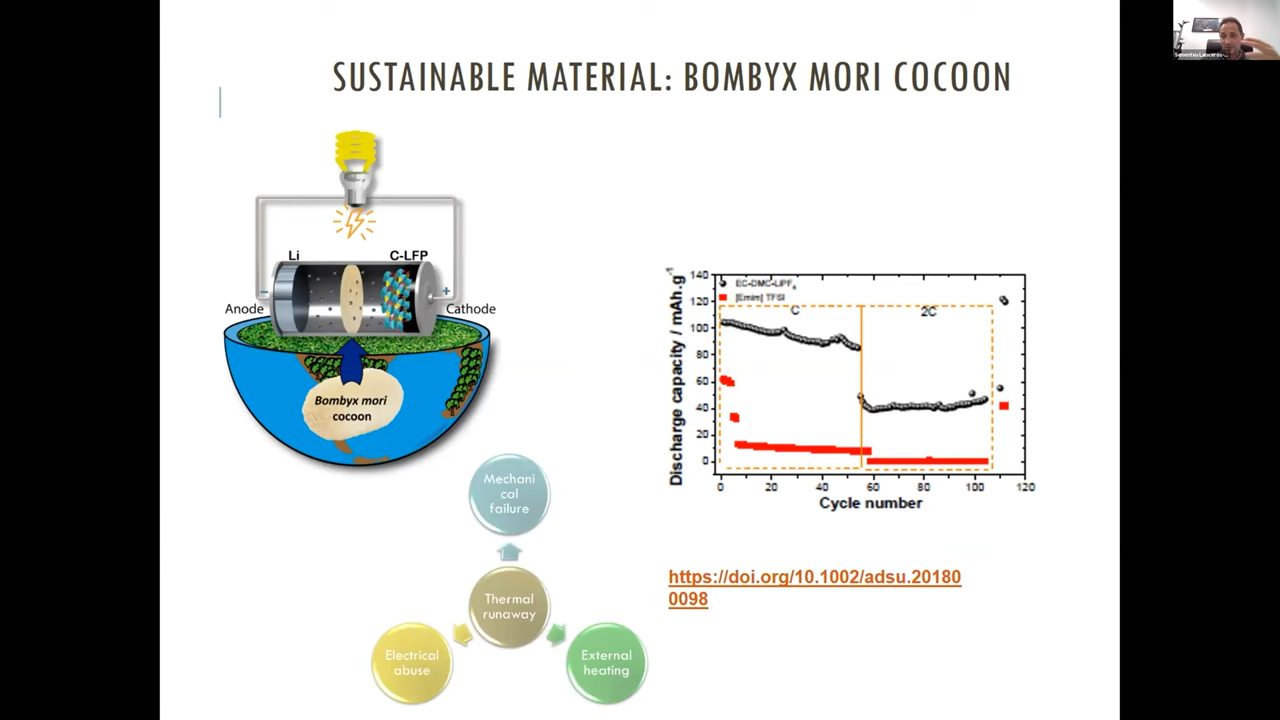 SUSTAINABLE MATERIAL: BOMBYX MORI COCOON
Li
C-LFP
-
+
Anode
Cathode
Bombyx mori
cocoon
Mechani
cal
failure
Thermal
runaway
Electrical
abuse
External
heating
Discharge capacity / mAh.g⁻¹
140
120
100
80
60
40
20
0
EC-DMC-LiPF₆
[Emim] TFSI
C
2C
0
20
40
60
80
100
120
Cycle number
https://doi.org/10.1002/adsu.20180
0098